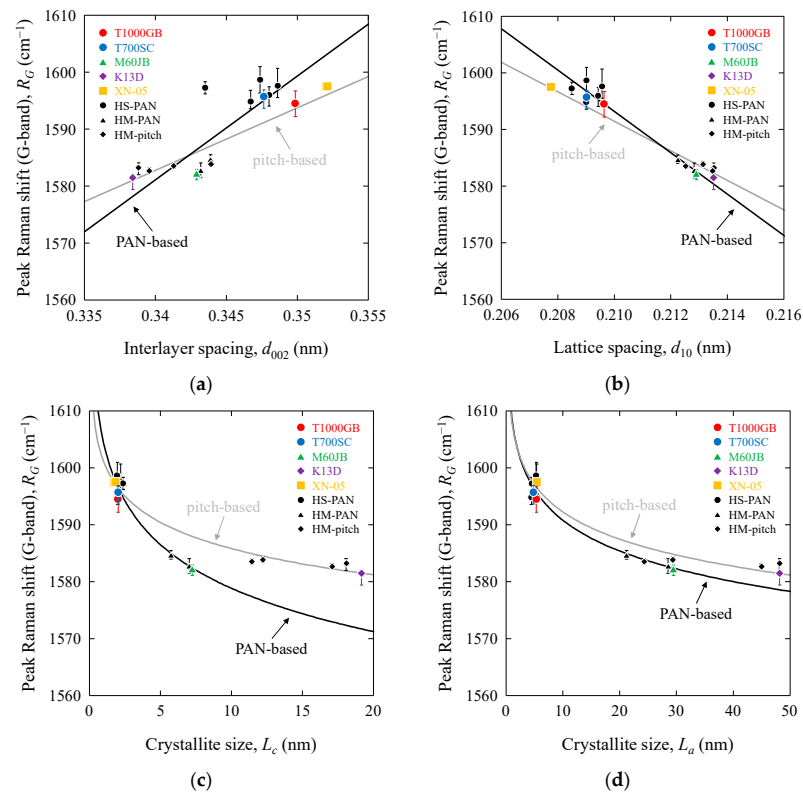 Peak Raman shift (G-band), R_G (cm⁻¹)
1610
1600
1590
1580
1570
1560
T1000GB
T700SC
M60JB
K13D
XN-05
HS-PAN
HM-PAN
HM-pitch
pitch-based
PAN-based
0.335
0.345
0.355
Interlayer spacing, d₀₀₂ (nm)
(a)
Peak Raman shift (G-band), R_G (cm⁻¹)
1610
1600
1590
1580
1570
1560
T1000GB
T700SC
M60JB
K13D
XN-05
HS-PAN
HM-PAN
HM-pitch
pitch-based
PAN-based
0.206 0.208 0.210 0.212 0.214 0.216
Lattice spacing, d₁₀ (nm)
(b)
Peak Raman shift (G-band), R_G (cm⁻¹)
1610
1600
1590
1580
1570
1560
T1000GB
T700SC
M60JB
K13D
XN-05
HS-PAN
HM-PAN
HM-pitch
pitch-based
PAN-based
0 5 10 15 20
Crystallite size, L_c (nm)
(c)
Peak Raman shift (G-band), R_G (cm⁻¹)
1610
1600
1590
1580
1570
1560
T1000GB
T700SC
M60JB
K13D
XN-05
HS-PAN
HM-PAN
HM-pitch
pitch-based
PAN-based
0 10 20 30 40 50
Crystallite size, L_a (nm)
(d)